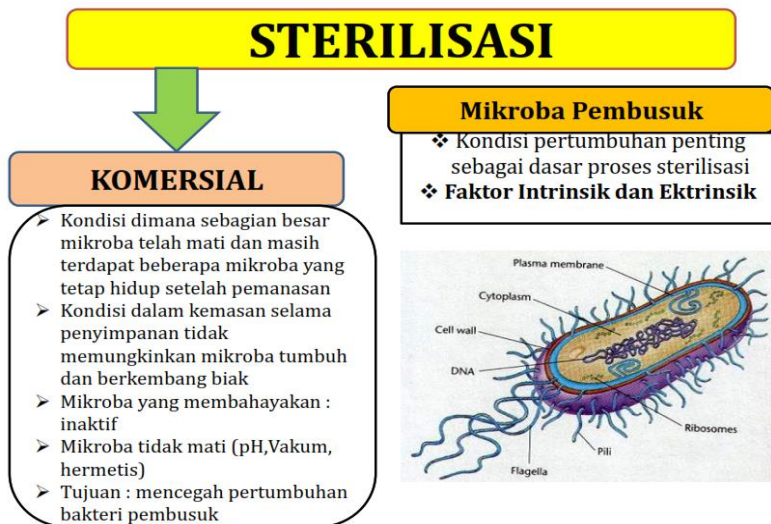 STERILISASI
KOMERSIAL
➢ Kondisi dimana sebagian besar
mikroba telah mati dan masih
terdapat beberapa mikroba yang
tetap hidup setelah pemanasan
➢ Kondisi dalam kemasan selama
penyimpanan tidak
memungkinkan mikroba tumbuh
dan berkembang biak
➢ Mikroba yang membahayakan :
inaktif
➢ Mikroba tidak mati (pH,Vakum,
hermetis)
➢ Tujuan : mencegah pertumbuhan
bakteri pembusuk
Mikroba Pembusuk
❖ Kondisi pertumbuhan penting
sebagai dasar proses sterilisasi
❖ Faktor Intrinsik dan Ektrinsik
Plasma membrane
Cytoplasm
Cell wall
DNA
Ribosomes
Pili
Flagella